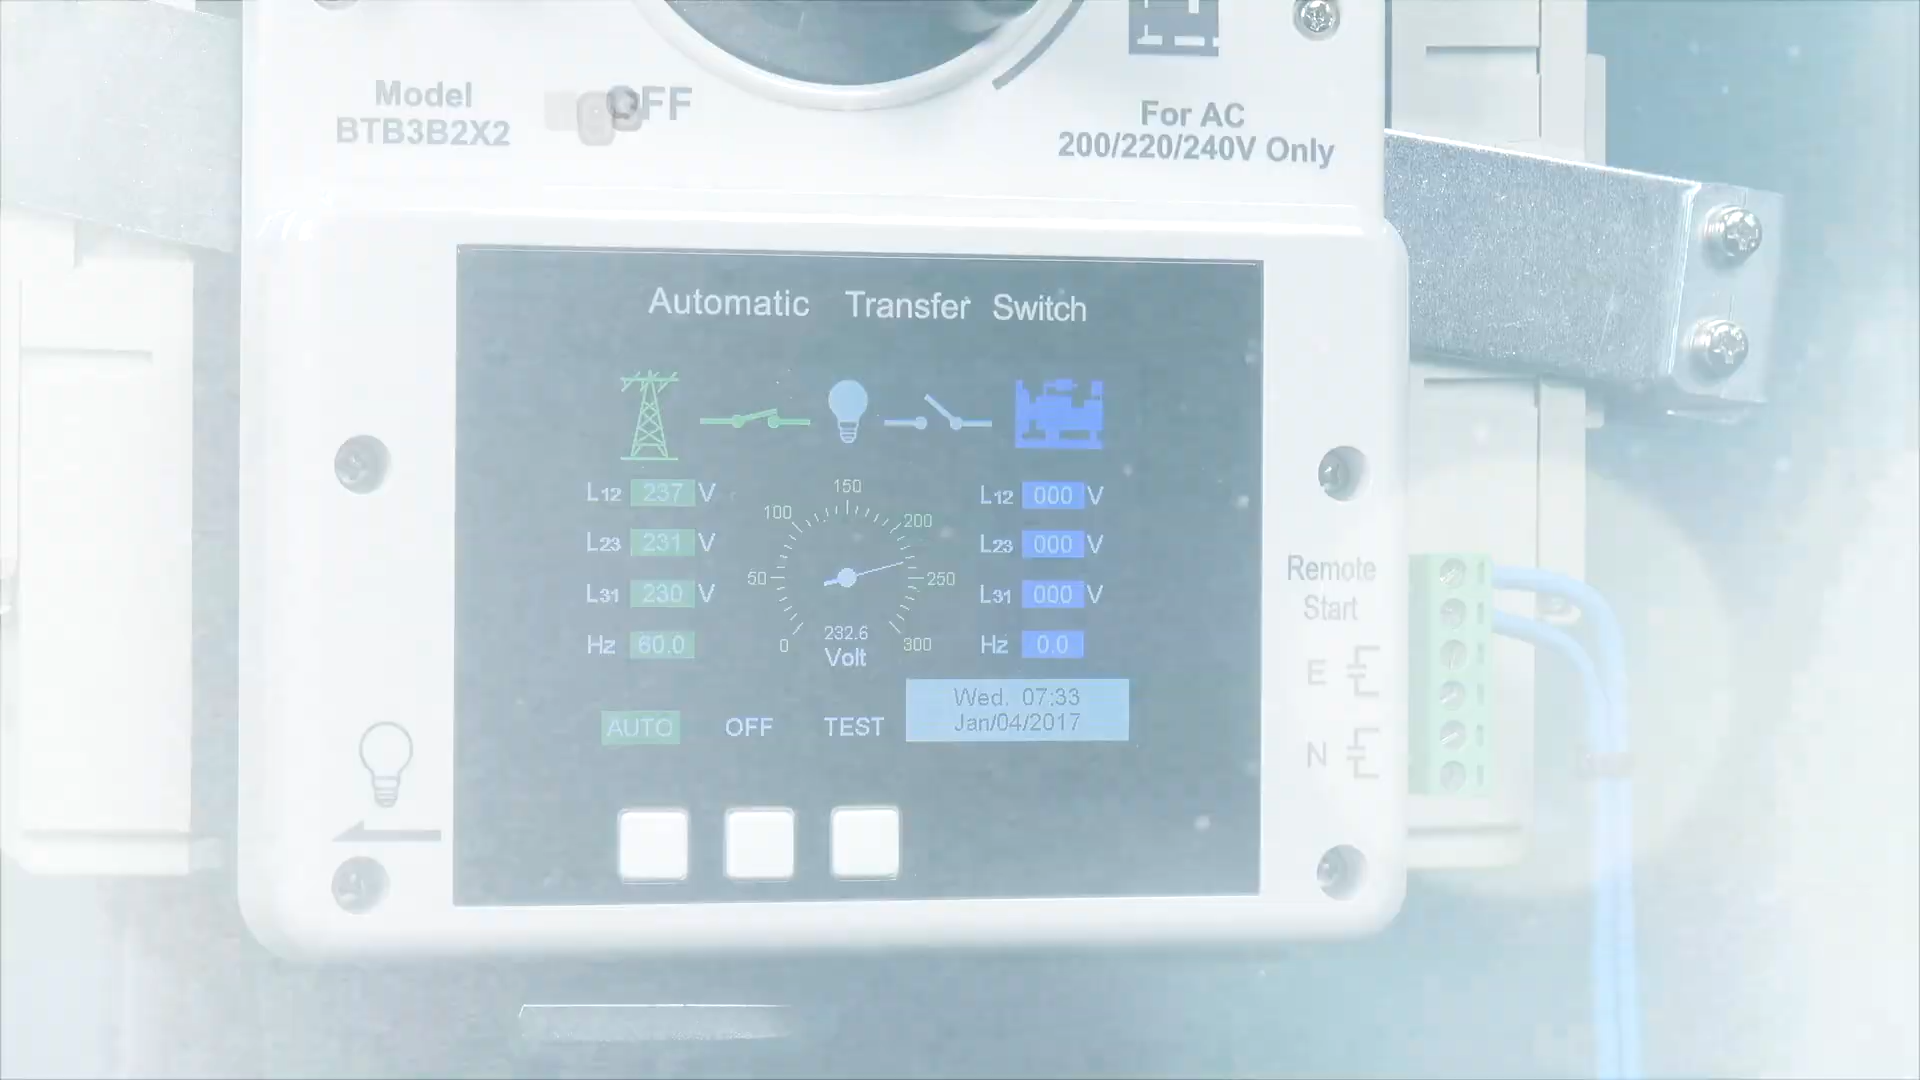 Model
BTB3B2X2
OFF
For AC
200/220/240V Only
Automatic Transfer Switch
L12 237 V
L23 231 V
L31 230 V
Hz 60.0
0
50
100
150
200
250
300
232.6
Volt
L12 000 V
L23 000 V
L31 000 V
Hz 0.0
AUTO OFF TEST
Wed. 07:33
Jan/04/2017
Remote
Start
E
N